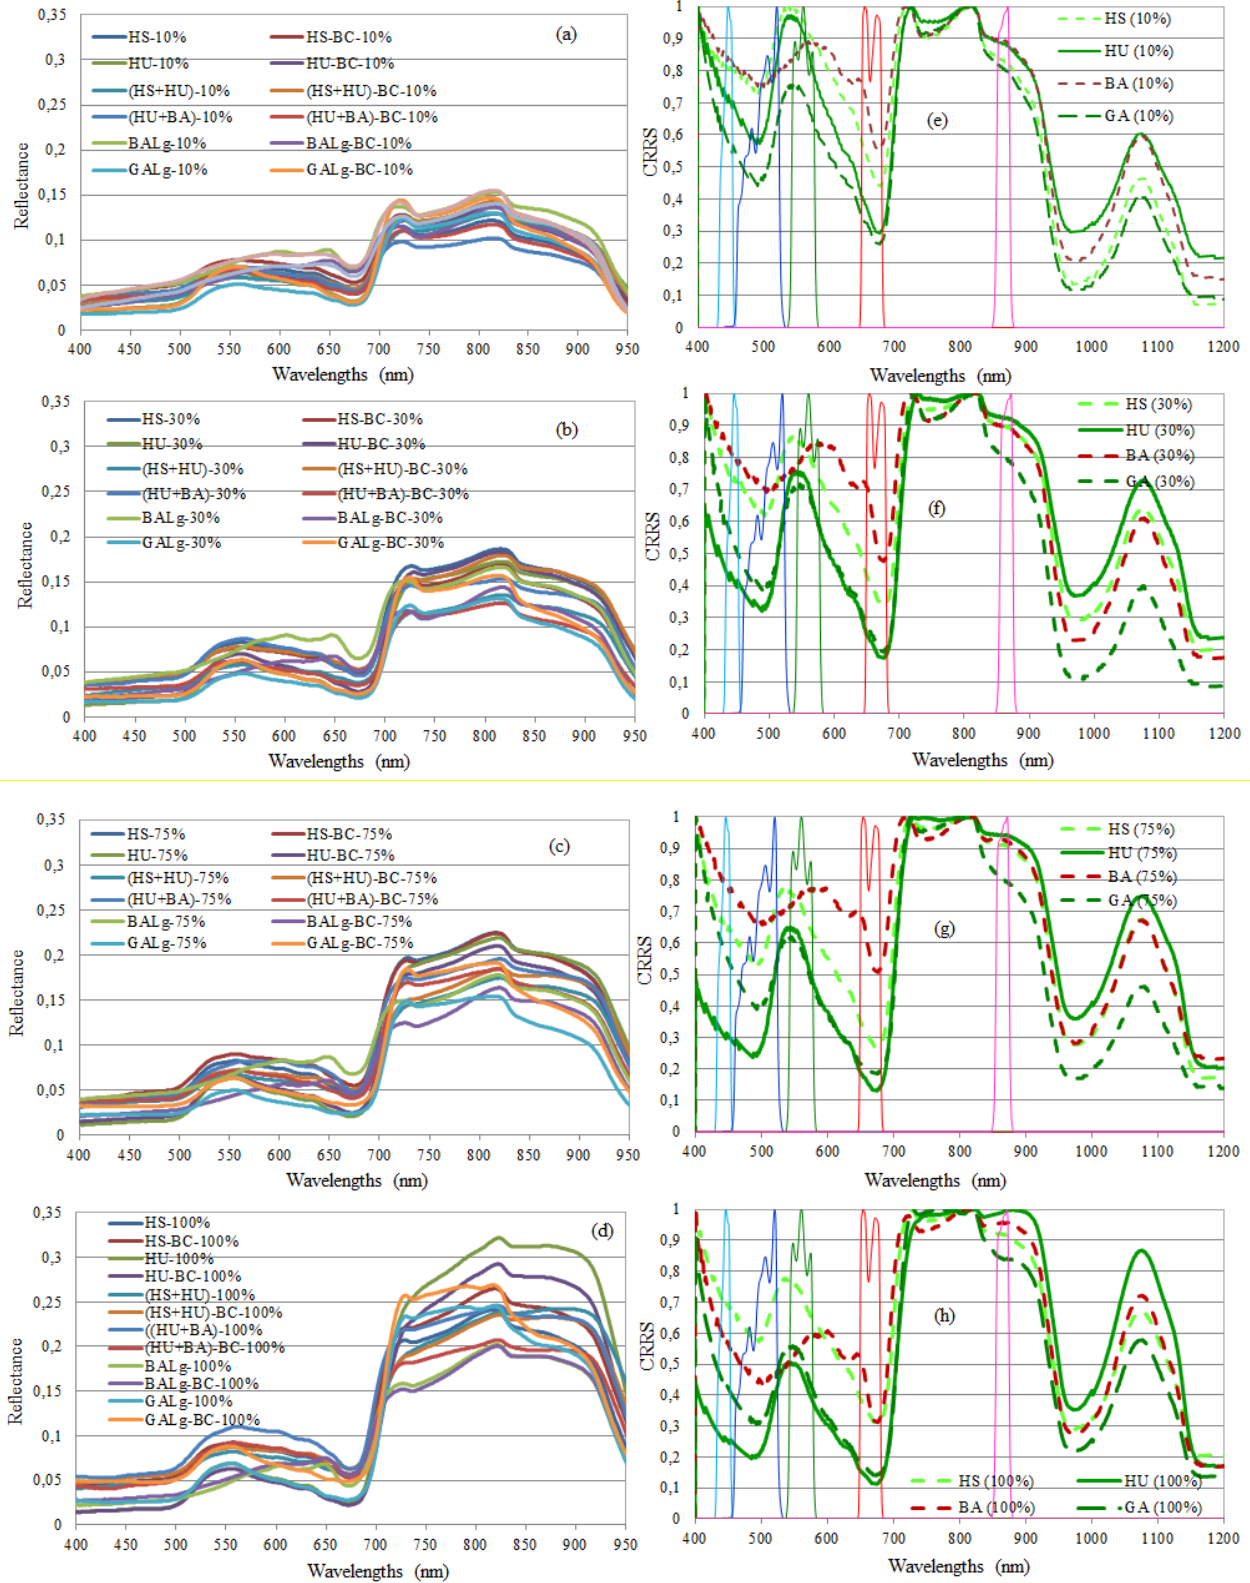 0,35
0,3
0,25
0,2
0,15
0,1
0,05
0
Reflectance
HS-10% HS-BC-10%
HU-10% HU-BC-10%
(HS+HU)-10% (HS+HU)-BC-10%
(HU+BA)-10% (HU+BA)-BC-10%
BALg-10% BALg-BC-10%
GALg-10% GALg-BC-10%
(a)
400 450 500 550 600 650 700 750 800 850 900 950
Wavelengths (nm)
1
0,9
0,8
0,7
0,6
0,5
0,4
0,3
0,2
0,1
0
CRRS
HS (10%)
HU (10%)
BA (10%)
GA (10%)
(e)
400 500 600 700 800 900 1000 1100 1200
Wavelengths (nm)
0,35
0,3
0,25
0,2
0,15
0,1
0,05
0
Reflectance
HS-30% HS-BC-30%
HU-30% HU-BC-30%
(HS+HU)-30% (HS+HU)-BC-30%
(HU+BA)-30% (HU+BA)-BC-30%
BALg-30% BALg-BC-30%
GALg-30% GALg-BC-30%
(b)
400 450 500 550 600 650 700 750 800 850 900 950
Wavelengths (nm)
1
0,9
0,8
0,7
0,6
0,5
0,4
0,3
0,2
0,1
0
CRRS
HS (30%)
HU (30%)
BA (30%)
GA (30%)
(f)
400 500 600 700 800 900 1000 1100 1200
Wavelengths (nm)
0,35
0,3
0,25
0,2
0,15
0,1
0,05
0
Reflectance
HS-75% HS-BC-75%
HU-75% HU-BC-75%
(HS+HU)-75% (HS+HU)-BC-75%
(HU+BA)-75% (HU+BA)-BC-75%
BALg-75% BALg-BC-75%
GALg-75% GALg-BC-75%
(c)
400 450 500 550 600 650 700 750 800 850 900 950
Wavelengths (nm)
1
0,9
0,8
0,7
0,6
0,5
0,4
0,3
0,2
0,1
0
CRRS
HS (75%)
HU (75%)
BA (75%)
GA (75%)
(g)
400 500 600 700 800 900 1000 1100 1200
Wavelengths (nm)
0,35
0,3
0,25
0,2
0,15
0,1
0,05
0
Reflectance
HS-100%
HS-BC-100%
HU-100%
HU-BC-100%
(HS+HU)-100%
(HS+HU)-BC-100%
((HU+BA)-100%
(HU+BA)-BC-100%
BALg-100%
BALg-BC-100%
GALg-100%
GALg-BC-100%
(d)
400 450 500 550 600 650 700 750 800 850 900 950
Wavelengths (nm)
1
0,9
0,8
0,7
0,6
0,5
0,4
0,3
0,2
0,1
0
CRRS
(h)
HS (100%) HU (100%)
BA (100%) GA (100%)
400 500 600 700 800 900 1000 1100 1200
Wavelengths (nm)